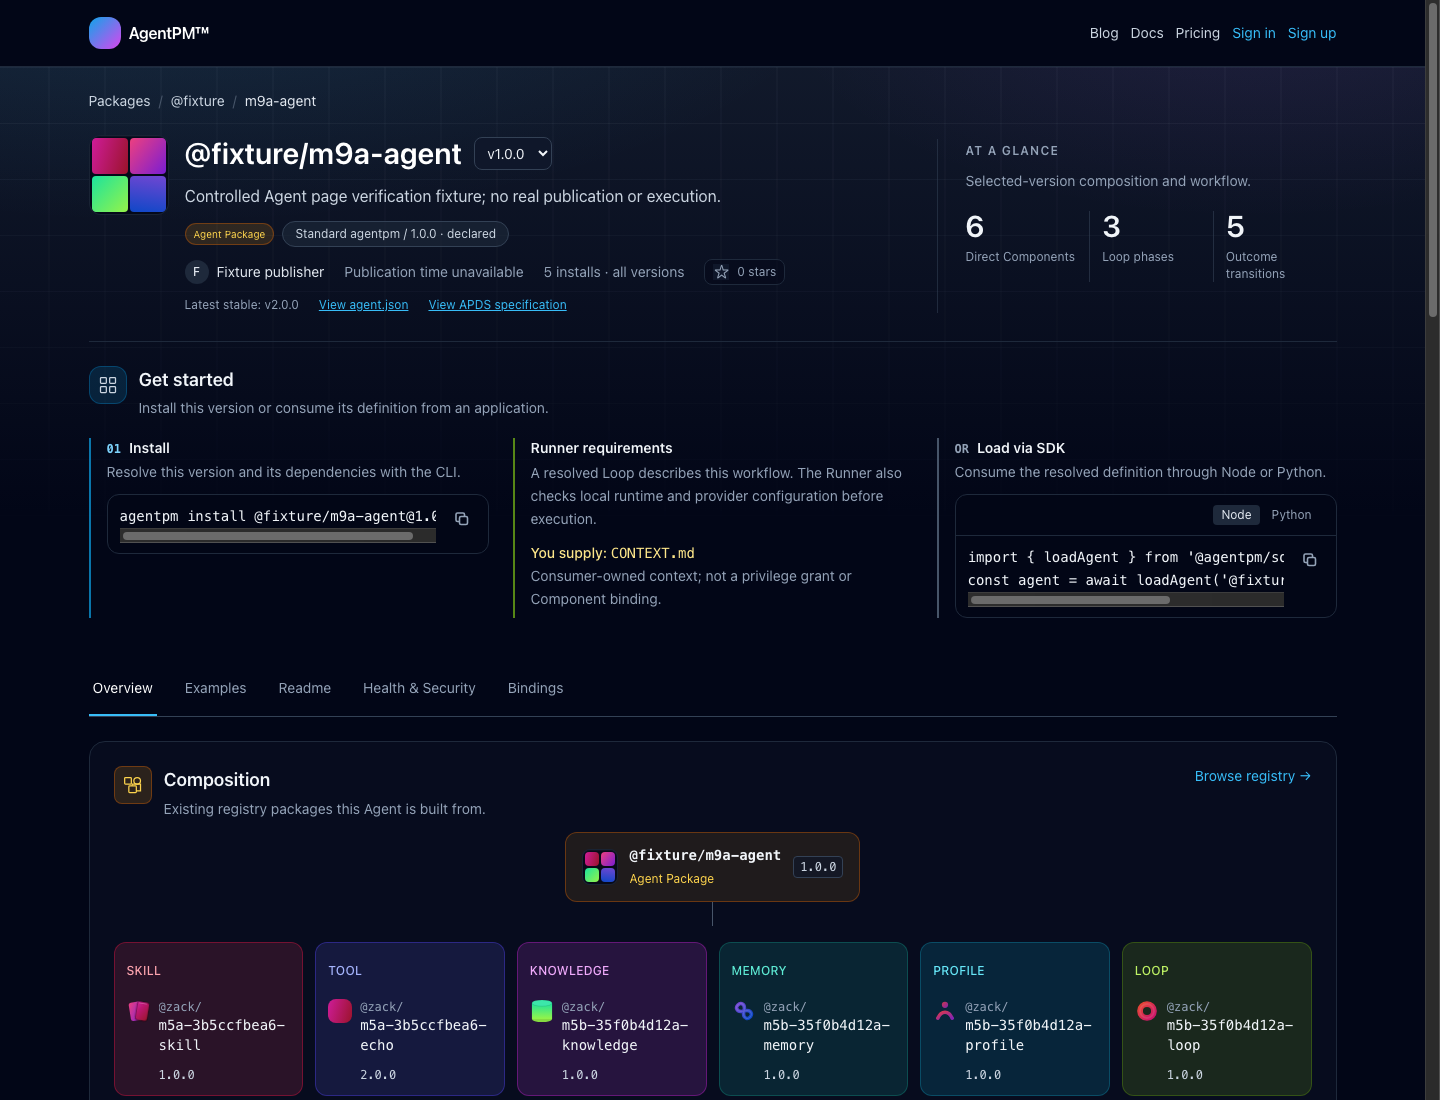 AgentPM™
Blog Docs Pricing Sign in Sign up
Packages / @fixture / m9a-agent
@fixture/m9a-agent v1.0.0
Controlled Agent page verification fixture; no real publication or execution.
Agent Package Standard agentpm / 1.0.0 · declared
F Fixture publisher Publication time unavailable 5 installs · all versions 0 stars
Latest stable: v2.0.0 View agent.json View APDS specification
AT A GLANCE
Selected-version composition and workflow.
6 3 5
Direct Components Loop phases Outcome
transitions
Get started
Install this version or consume its definition from an application.
01 Install
Resolve this version and its dependencies with the CLI.
agentpm install @fixture/m9a-agent@1.0
Runner requirements
A resolved Loop describes this workflow. The Runner also
checks local runtime and provider configuration before
execution.
You supply: CONTEXT.md
Consumer-owned context; not a privilege grant or
Component binding.
OR Load via SDK
Consume the resolved definition through Node or Python.
Node Python
import { loadAgent } from '@agentpm/sd
const agent = await loadAgent('@fixtur
Overview Examples Readme Health & Security Bindings
Composition
Existing registry packages this Agent is built from.
Browse registry →
@fixture/m9a-agent
Agent Package
1.0.0
SKILL
@zack/
m5a-3b5ccfbea6-
skill
1.0.0
TOOL
@zack/
m5a-3b5ccfbea6-
echo
2.0.0
KNOWLEDGE
@zack/
m5b-35f0b4d12a-
knowledge
1.0.0
MEMORY
@zack/
m5b-35f0b4d12a-
memory
1.0.0
PROFILE
@zack/
m5b-35f0b4d12a-
profile
1.0.0
LOOP
@zack/
m5b-35f0b4d12a-
loop
1.0.0